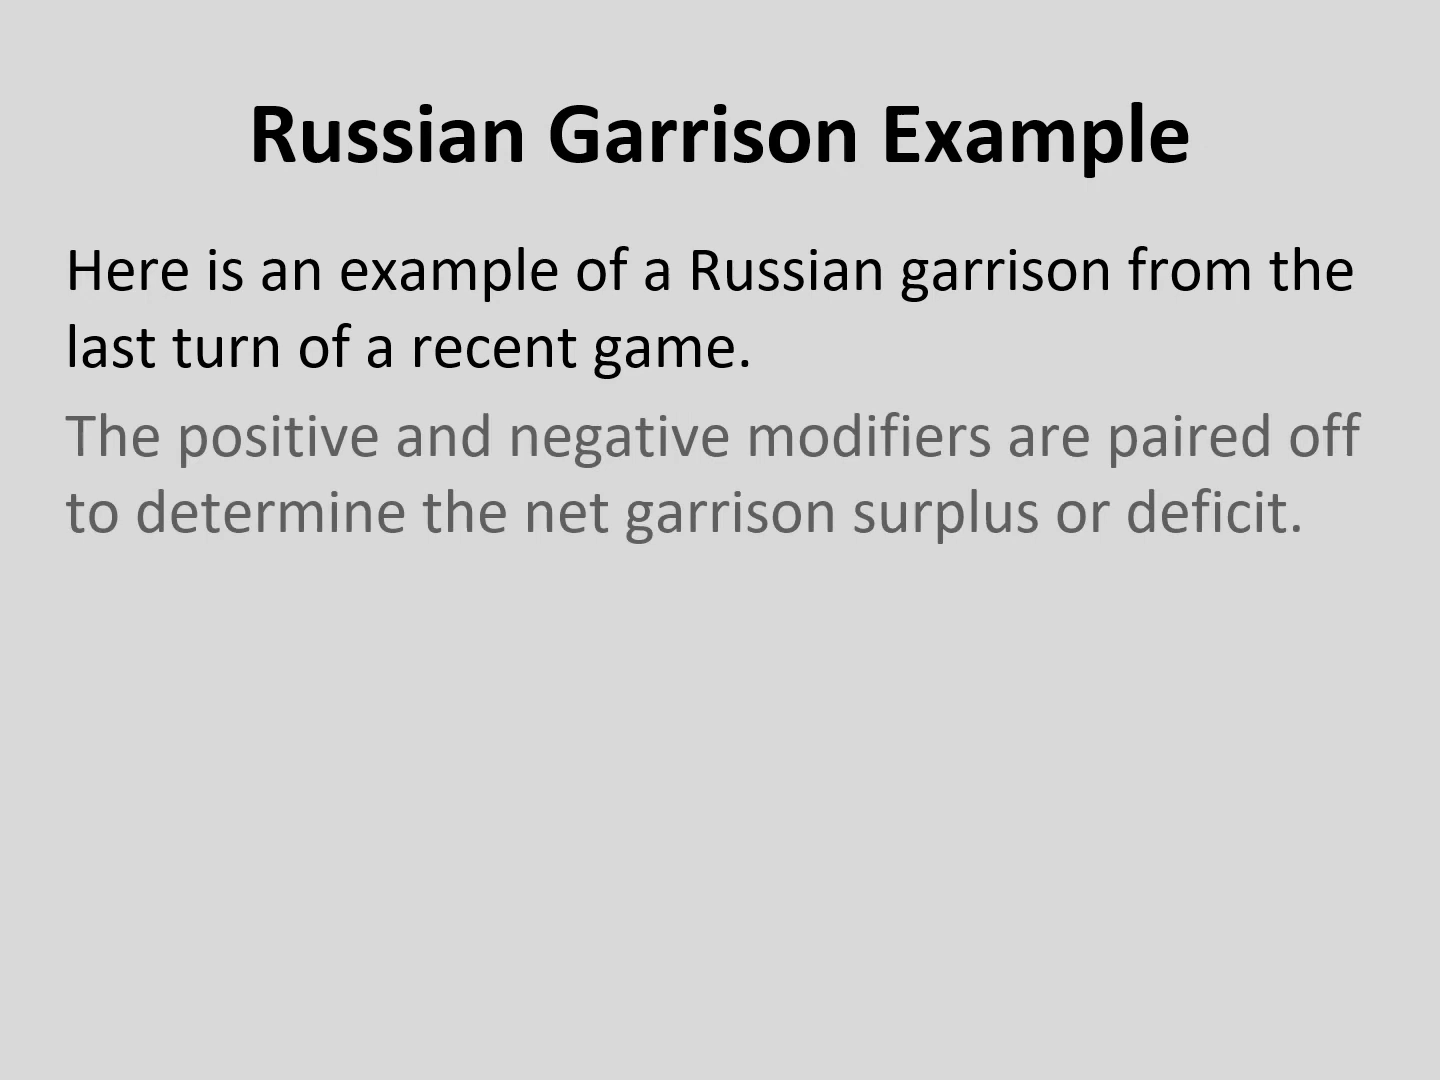 Russian Garrison Example
Here is an example of a Russian garrison from the
last turn of a recent game.
The positive and negative modifiers are paired off
to determine the net garrison surplus or deficit.